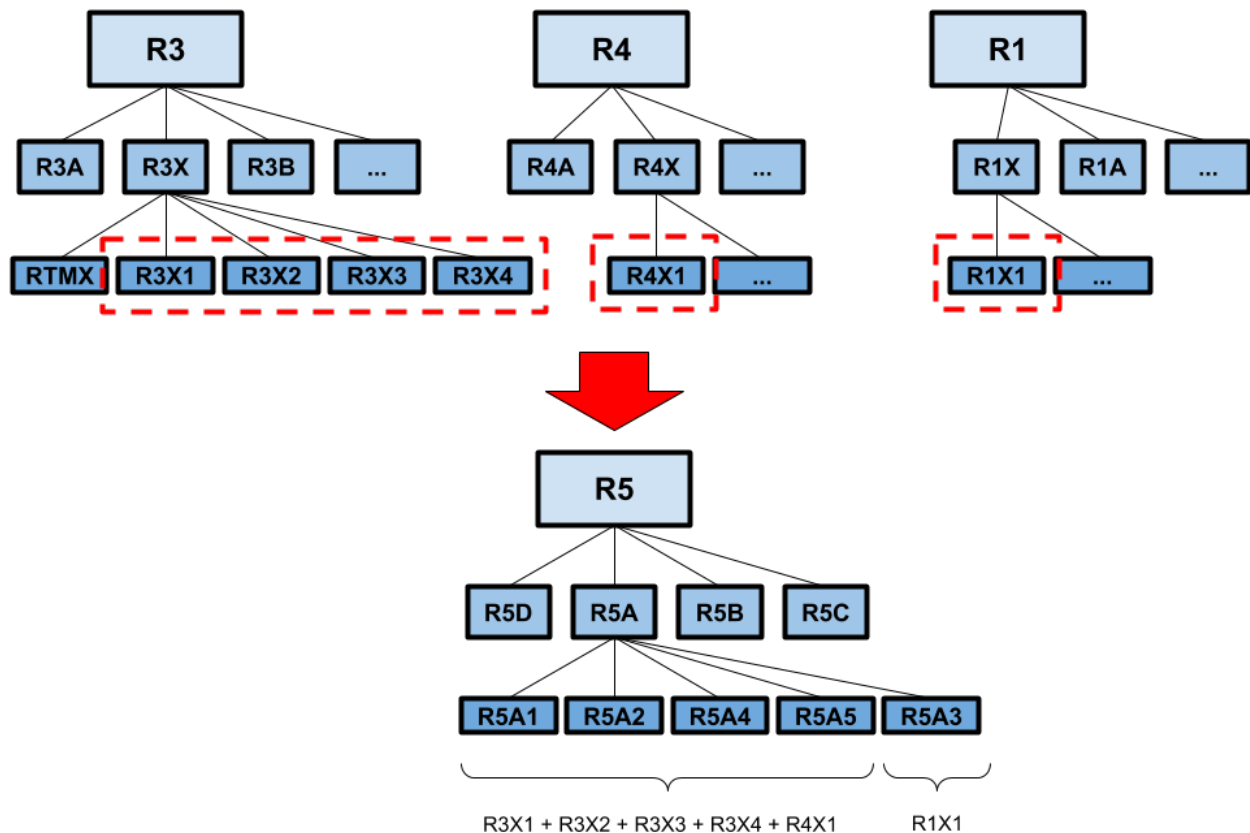 R3 R4 R1
R3A R3X R3B ... R4A R4X ... R1X R1A ...
RTMX R3X1 R3X2 R3X3 R3X4 R4X1 ... R1X1 ...
R5
R5D R5A R5B R5C
R5A1 R5A2 R5A4 R5A5 R5A3
R3X1 + R3X2 + R3X3 + R3X4 + R4X1 R1X1